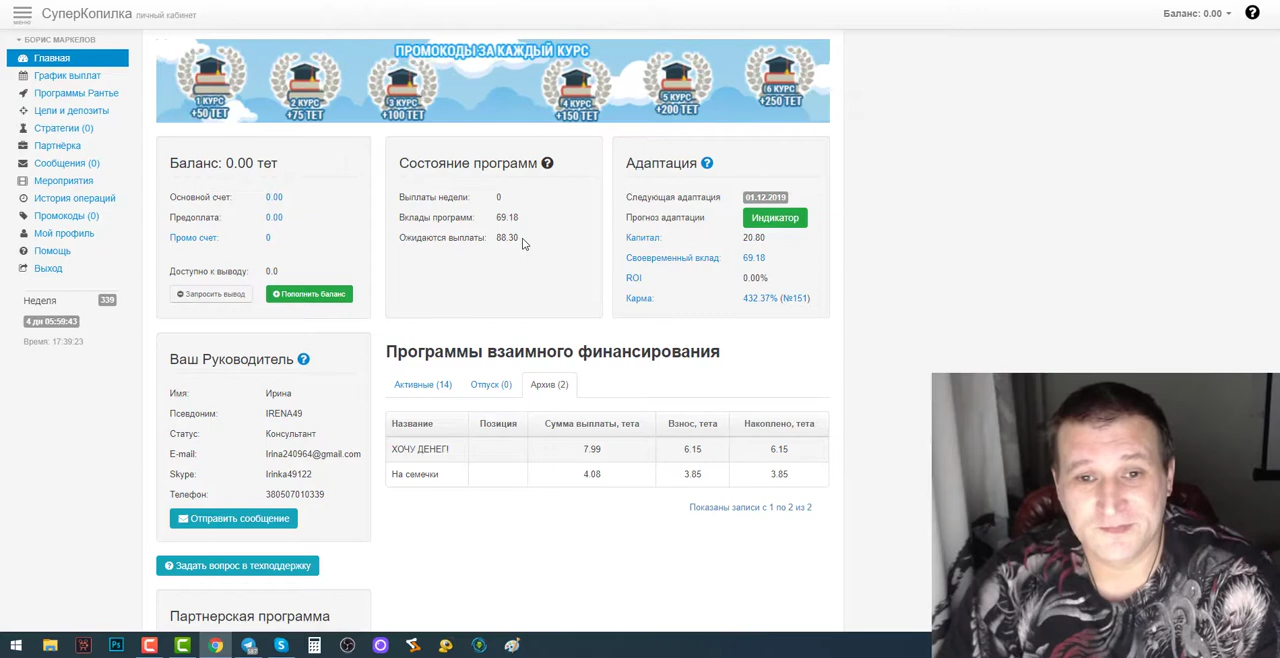 СуперКопилка личный кабинет
Баланс: 0.00
меню
БОРИС МАРКЕЛОВ
Главная
График выплат
Программы Рантье
Цели и депозиты
Стратегии (0)
Партнёрка
Сообщения (0)
Мероприятия
История операций
Промокоды (0)
Мой профиль
Помощь
Выход
Неделя 339
4 дн 05:59:43
Время: 17:39:23
ПРОМОКОДЫ ЗА КАЖДЫЙ КУРС
1 КУРС 2 КУРС 3 КУРС 4 КУРС 5 КУРС 6 КУРС
+50 ТЕТ +75 ТЕТ +100 ТЕТ +150 ТЕТ +200 ТЕТ +250 ТЕТ
Баланс: 0.00 тет
Основной счет: 0.00
Предоплата: 0.00
Промо счет: 0
Доступно к выводу: 0.0
Запросить вывод Пополнить баланс
Состояние программ ?
Выплаты недели: 0
Вклады программ: 69.18
Ожидаются выплаты: 88.30
Адаптация ?
Следующая адаптация 01.12.2019
Прогноз адаптации Индикатор
Капитал: 20.80
Своевременный вклад: 69.18
ROI 0.00%
Карма: 432.37% (№151)
Ваш Руководитель ?
Имя: Ирина
Псевдоним: IRENA49
Статус: Консультант
E-mail: Irina240964@gmail.com
Skype: Irinka49122
Телефон: 380507010339
Отправить сообщение
Задать вопрос в техподдержку
Партнерская программа
Программы взаимного финансирования
Активные (14) Отпуск (0) Архив (2)
Название Позиция Сумма выплаты, тета Взнос, тета Накоплено, тета
ХОЧУ ДЕНЕГ! 7.99 6.15 6.15
На семечки 4.08 3.85 3.85
Показаны записи с 1 по 2 из 2